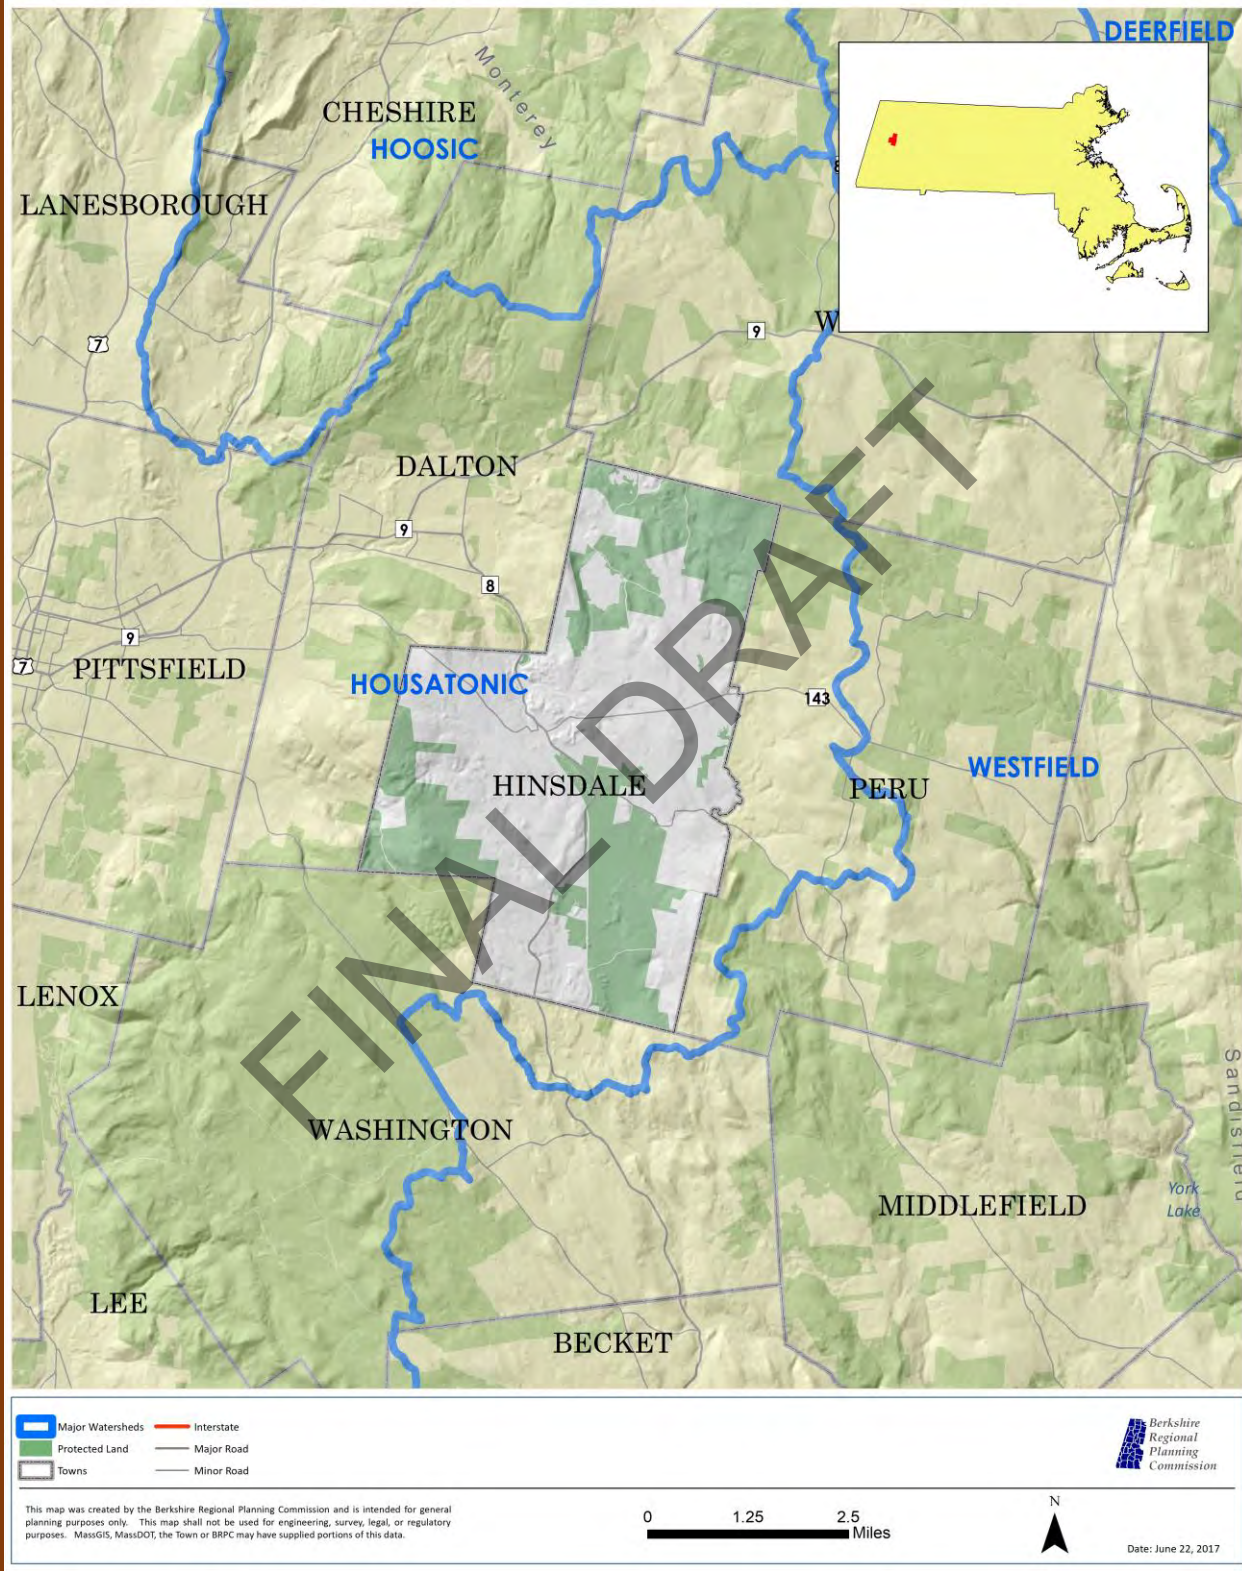 DEERFIELD
Monterey
CHESHIRE
HOOSIC
LANESBOROUGH
7
9
W
DALTON
9
8
9
7
PITTSFIELD
HOUSATONIC
143
HINSDALE
WESTFIELD
PERU
FINAL DRAFT
LENOX
Sandisfield
WASHINGTON
York
Lake
MIDDLEFIELD
LEE
BECKET
Major Watersheds
Interstate
Protected Land
Major Road
Towns
Minor Road
Berkshire
Regional
Planning
Commission
This map was created by the Berkshire Regional Planning Commission and is intended for general
planning purposes only. This map shall not be used for engineering, survey, legal, or regulatory
purposes. MassGIS, MassDOT, the Town or BRPC may have supplied portions of this data.
0 1.25 2.5
Miles
N
Date: June 22, 2017